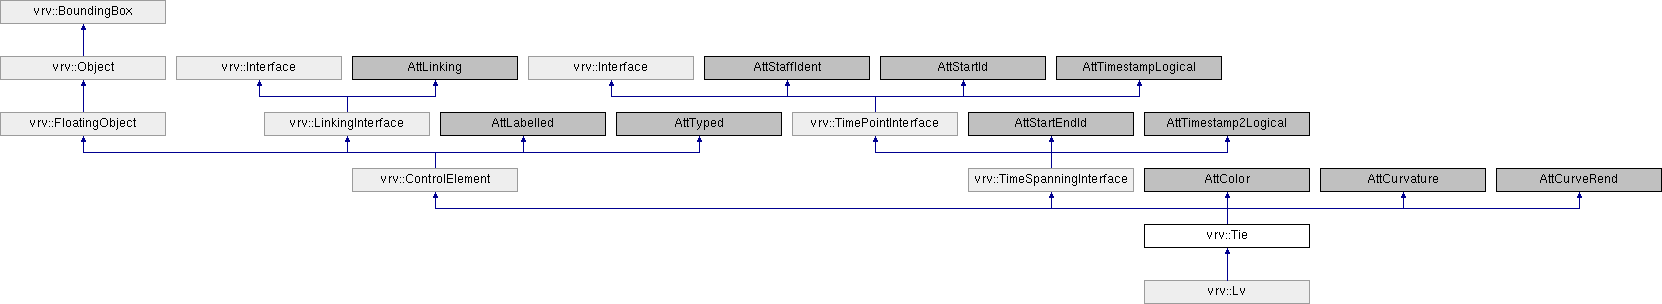 vrv::BoundingBox
vrv::Object
vrv::Interface
AttLinking
vrv::Interface
AttStaffIdent
AttStartId
AttTimestampLogical
vrv::FloatingObject
vrv::LinkingInterface
AttLabelled
AttTyped
vrv::TimePointInterface
AttStartEndId
AttTimestamp2Logical
vrv::ControlElement
vrv::TimeSpanningInterface
AttColor
AttCurvature
AttCurveRend
vrv::Tie
vrv::Lv